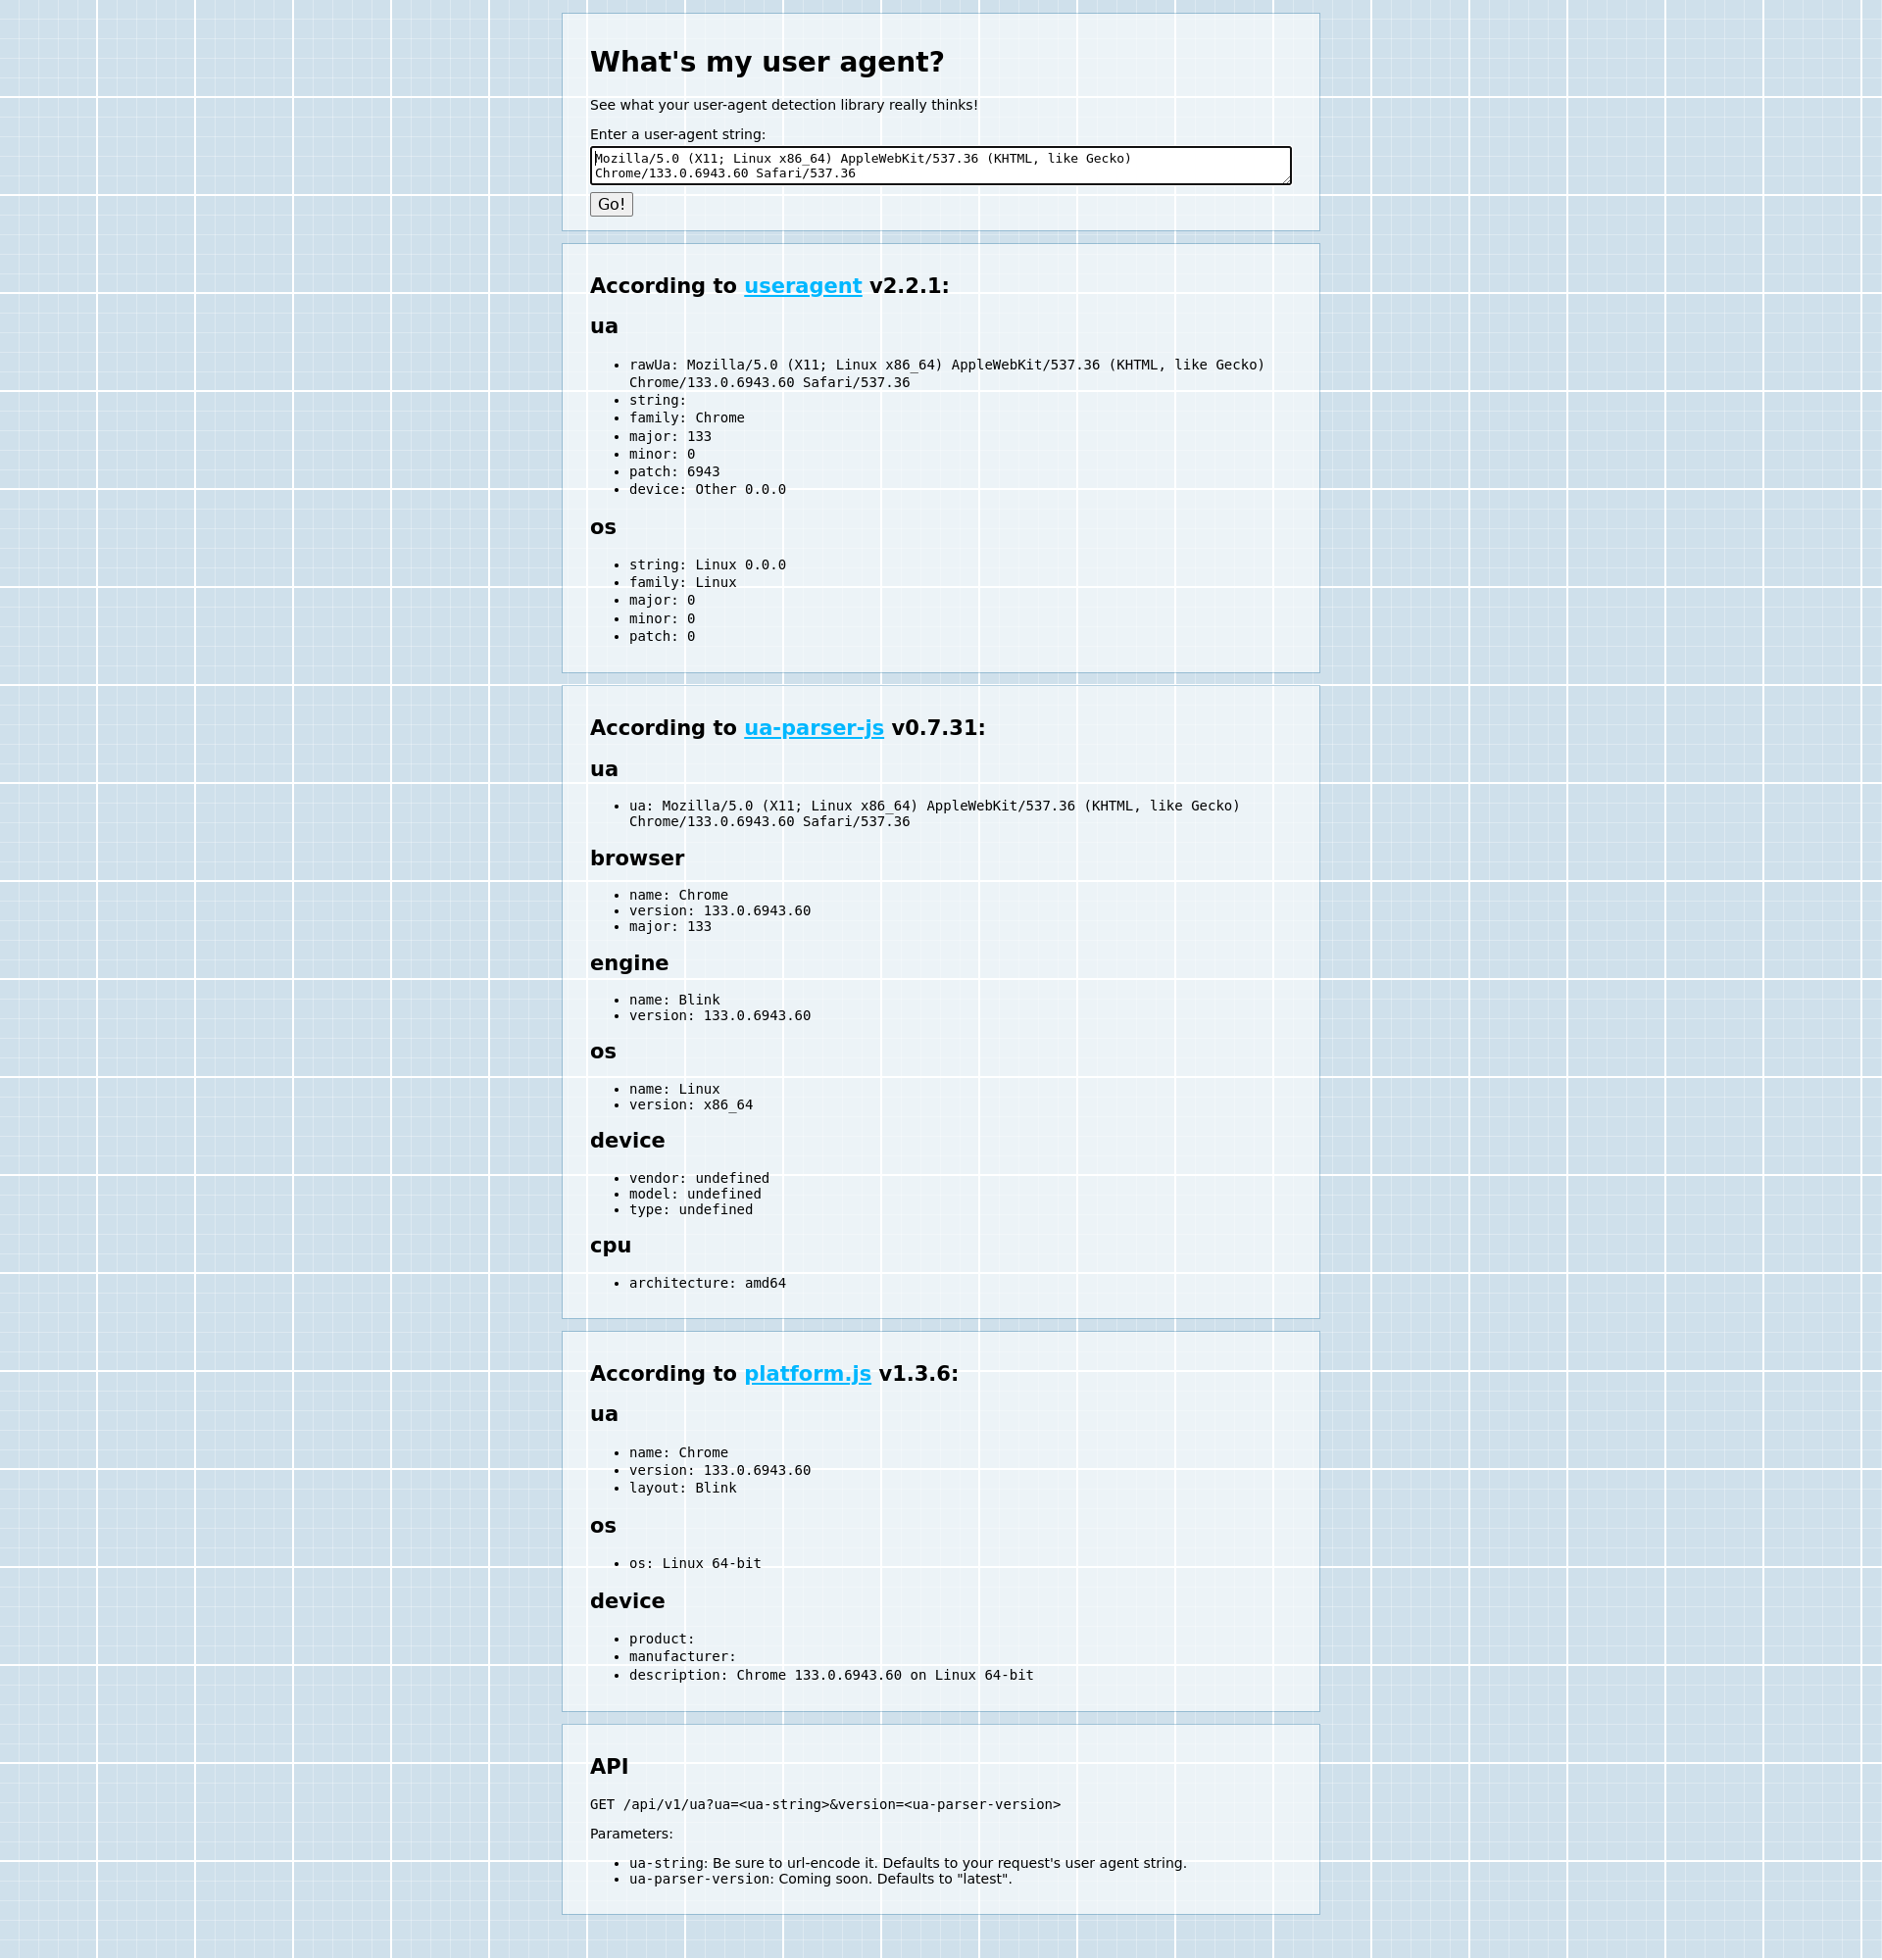 What's my user agent?
See what your user-agent detection library really thinks!
Enter a user-agent string:
Mozilla/5.0 (X11; Linux x86_64) AppleWebKit/537.36 (KHTML, like Gecko)
Chrome/133.0.6943.60 Safari/537.36
Go!
According to useragent v2.2.1:
ua
• rawUa: Mozilla/5.0 (X11; Linux x86_64) AppleWebKit/537.36 (KHTML, like Gecko)
Chrome/133.0.6943.60 Safari/537.36
• string:
• family: Chrome
• major: 133
• minor: 0
• patch: 6943
• device: Other 0.0.0
os
• string: Linux 0.0.0
• family: Linux
• major: 0
• minor: 0
• patch: 0
According to ua-parser-js v0.7.31:
ua
• ua: Mozilla/5.0 (X11; Linux x86_64) AppleWebKit/537.36 (KHTML, like Gecko)
Chrome/133.0.6943.60 Safari/537.36
browser
• name: Chrome
• version: 133.0.6943.60
• major: 133
engine
• name: Blink
• version: 133.0.6943.60
os
• name: Linux
• version: x86_64
device
• vendor: undefined
• model: undefined
• type: undefined
cpu
• architecture: amd64
According to platform.js v1.3.6:
ua
• name: Chrome
• version: 133.0.6943.60
• layout: Blink
os
• os: Linux 64-bit
device
• product:
• manufacturer:
• description: Chrome 133.0.6943.60 on Linux 64-bit
API
GET /api/v1/ua?ua=<ua-string>&version=<ua-parser-version>
Parameters:
• ua-string: Be sure to url-encode it. Defaults to your request's user agent string.
• ua-parser-version: Coming soon. Defaults to "latest".